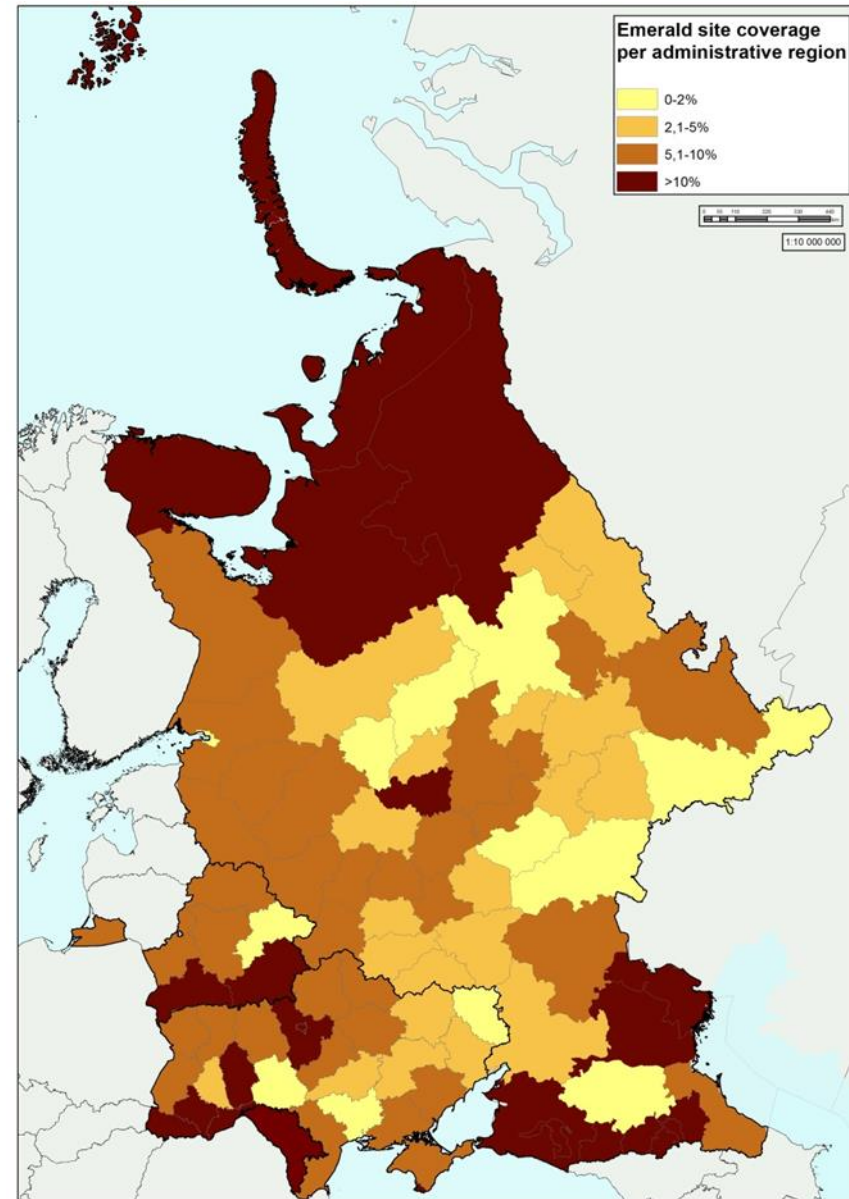 Emerald site coverage
per administrative region
0-2%
2,1-5%
5,1-10%
>10%
1:10 000 000